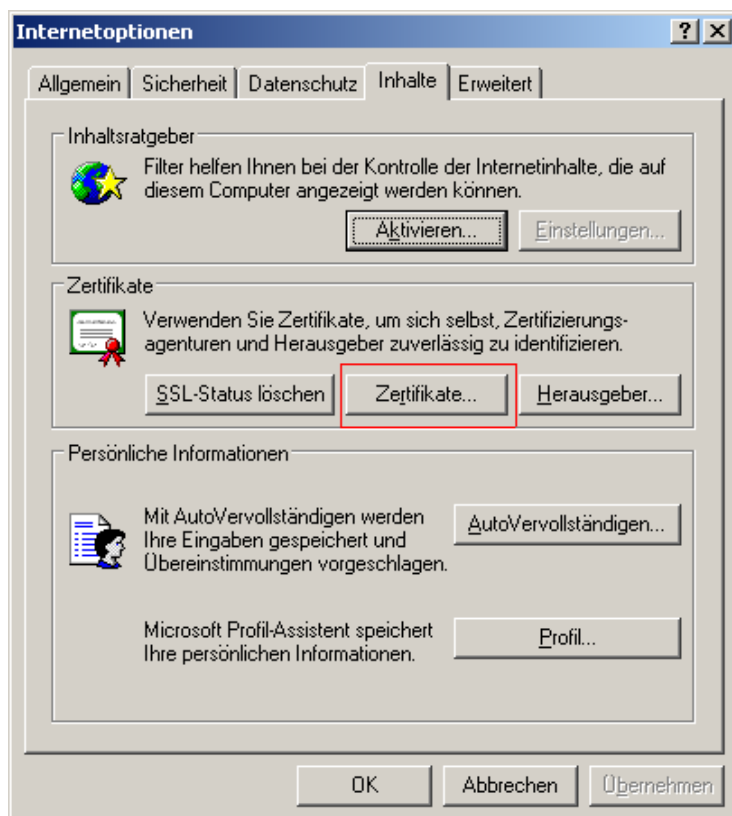 Internetoptionen
Allgemein Sicherheit Datenschutz Inhalte Erweitert
Inhaltsratgeber
Filter helfen Ihnen bei der Kontrolle der Internetinhalte, die auf
diesem Computer angezeigt werden können.
Aktivieren... Einstellungen...
Zertifikate
Verwenden Sie Zertifikate, um sich selbst, Zertifizierungs-
agenturen und Herausgeber zuverlässig zu identifizieren.
SSL-Status löschen Zertifikate... Herausgeber...
Persönliche Informationen
Mit AutoVervollständigen werden
Ihre Eingaben gespeichert und
Übereinstimmungen vorgeschlagen.
AutoVervollständigen...
Microsoft Profil-Assistent speichert
Ihre persönlichen Informationen.
Profil...
OK Abbrechen Übernehmen